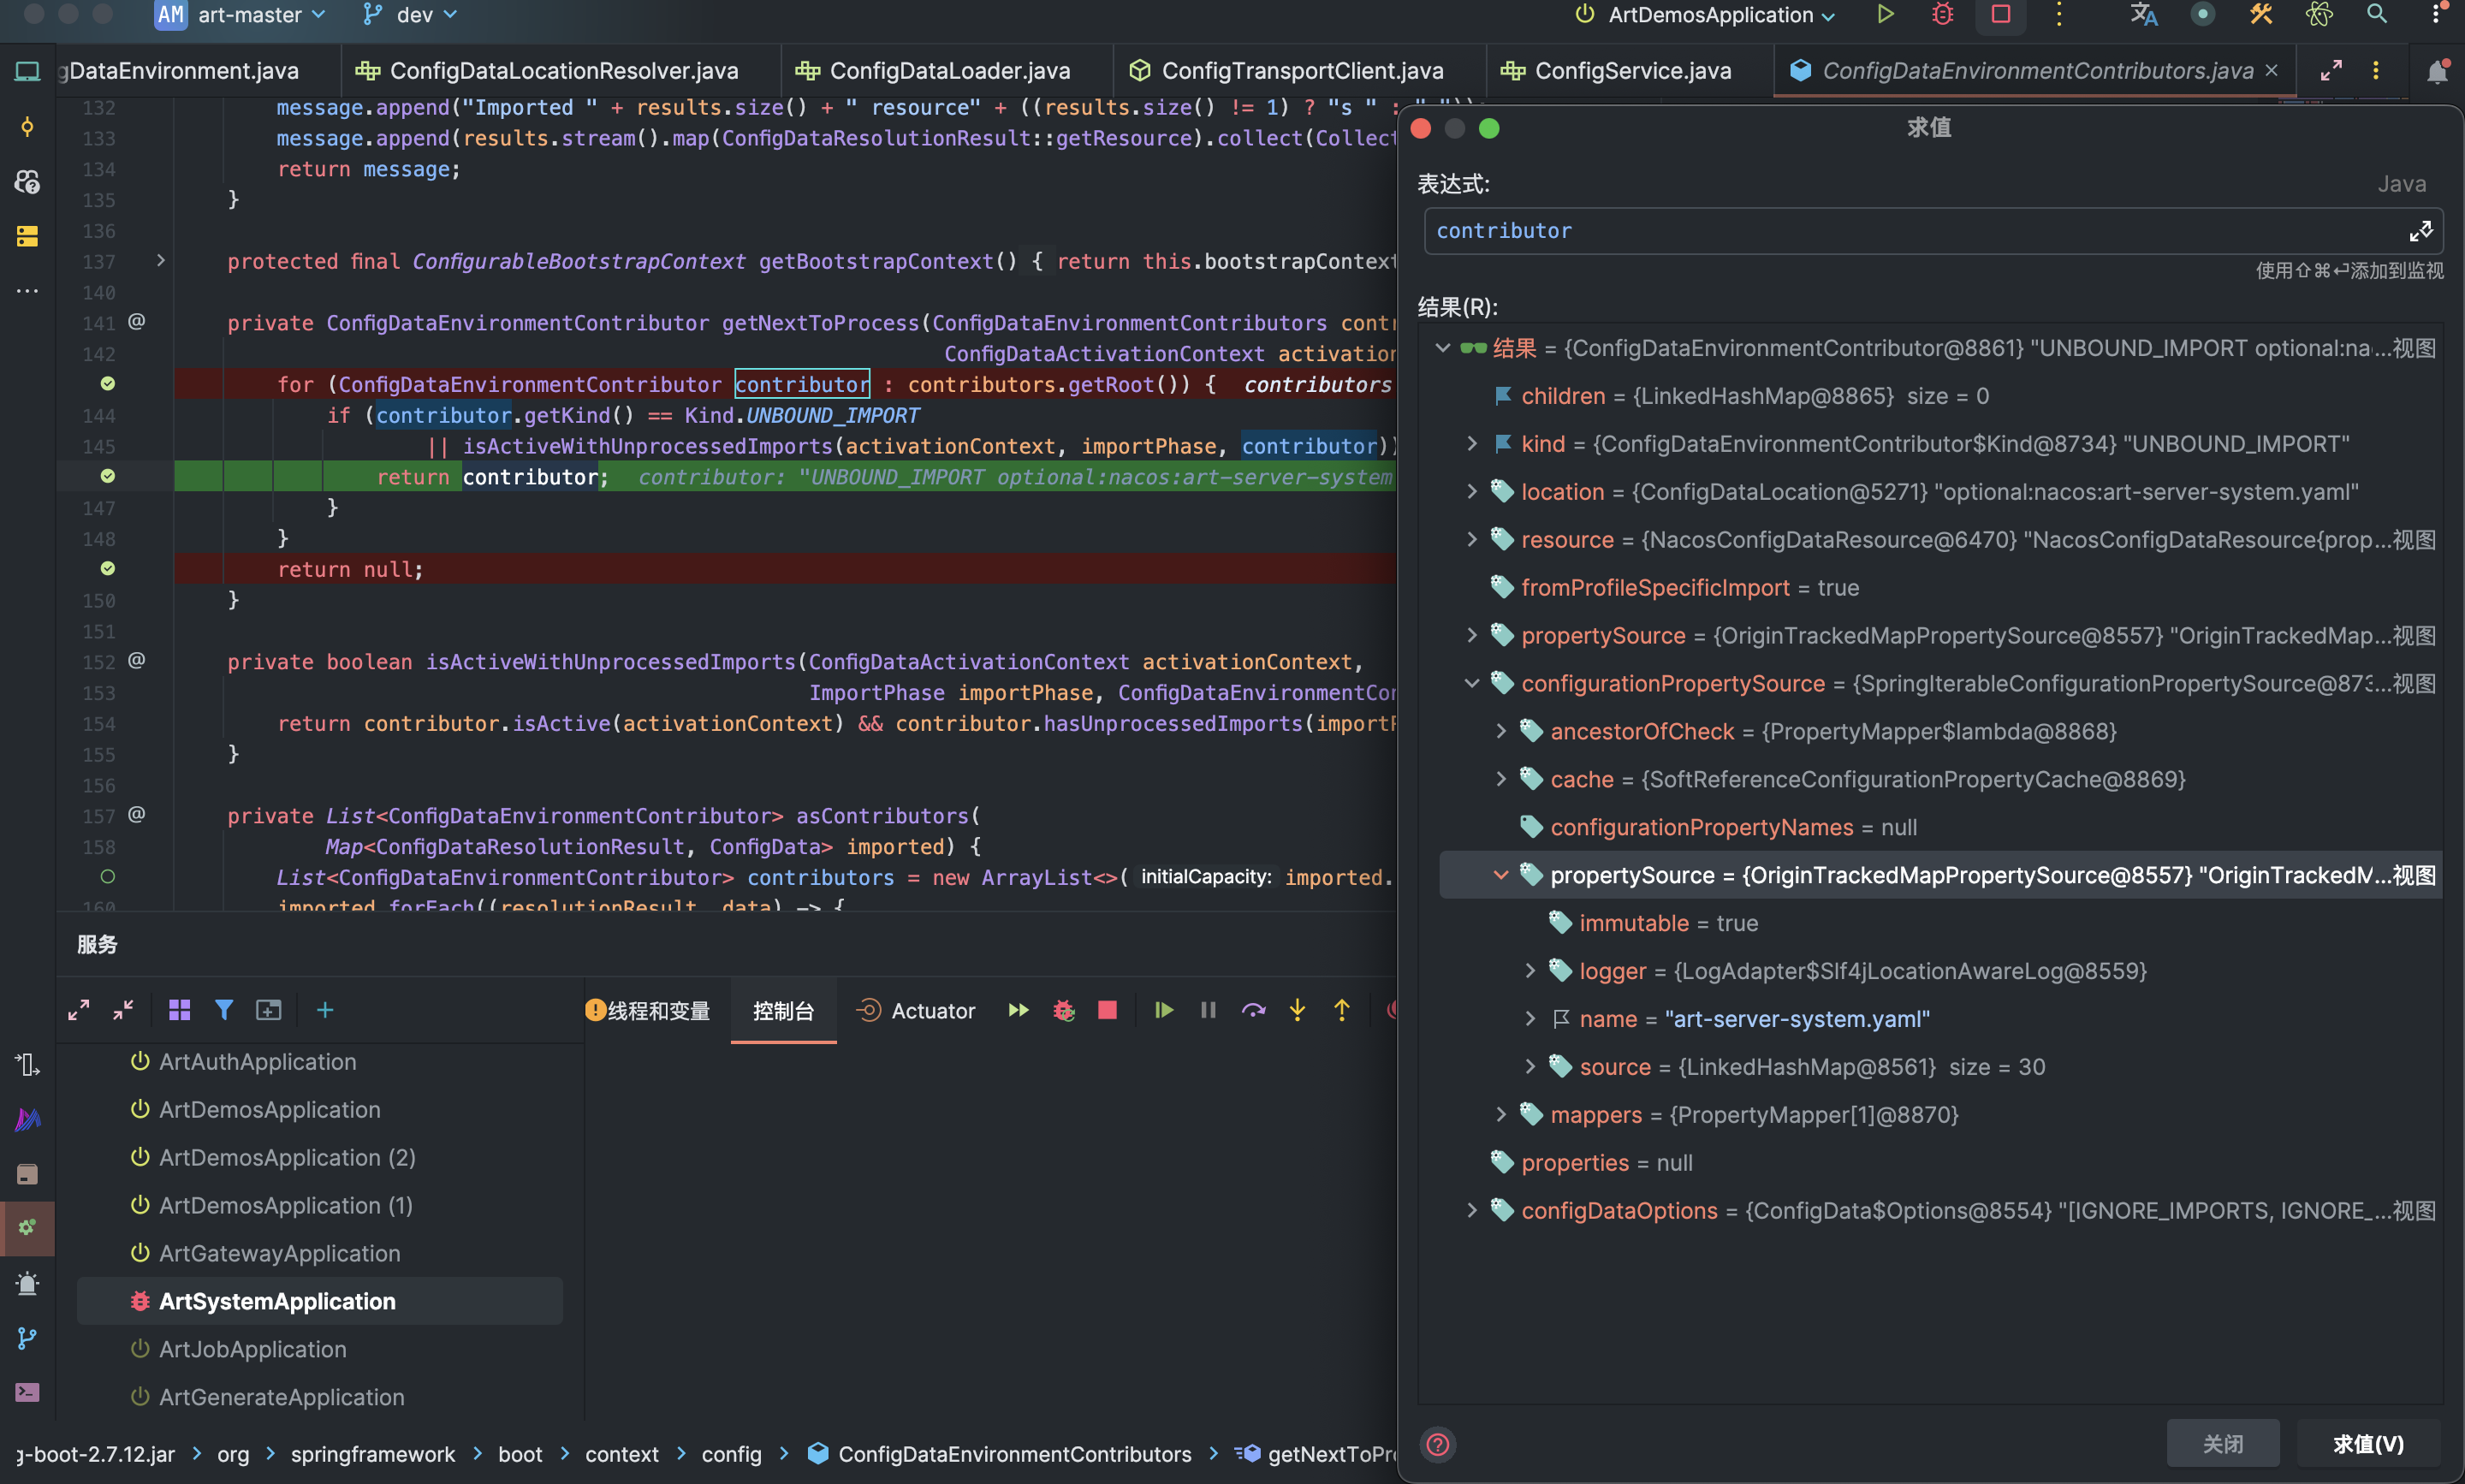 AM art-master dev ArtDemosApplication
gDataEnvironment.java ConfigDataLocationResolver.java ConfigDataLoader.java ConfigTransportClient.java ConfigService.java ConfigDataEnvironmentContributors.java
132 message.append("Imported " + results.size() + " resource" + ((results.size() != 1) ? "s " :
133 message.append(results.stream().map(ConfigDataResolutionResult::getResource).collect(Collect
134 return message;
135 }
136
137 protected final ConfigurableBootstrapContext getBootstrapContext() { return this.bootstrapContext
140
141 @ private ConfigDataEnvironmentContributor getNextToProcess(ConfigDataEnvironmentContributors contr
142 ConfigDataActivationContext activation
for (ConfigDataEnvironmentContributor contributor : contributors.getRoot()) { contributors
144 if (contributor.getKind() == Kind.UNBOUND_IMPORT
145 || isActiveWithUnprocessedImports(activationContext, importPhase, contributor))
return contributor; contributor: "UNBOUND_IMPORT optional:nacos:art-server-system
147 }
148 }
return null;
150 }
151
152 @ private boolean isActiveWithUnprocessedImports(ConfigDataActivationContext activationContext,
153 ImportPhase importPhase, ConfigDataEnvironmentCon
154 return contributor.isActive(activationContext) && contributor.hasUnprocessedImports(importP
155 }
156
157 @ private List<ConfigDataEnvironmentContributor> asContributors(
158 Map<ConfigDataResolutionResult, ConfigData> imported) {
List<ConfigDataEnvironmentContributor> contributors = new ArrayList<>( initialCapacity: imported.
160 imported.forEach((resolutionResult, data) -> {
服务
线程和变量 控制台 Actuator
ArtAuthApplication
ArtDemosApplication
ArtDemosApplication (2)
ArtDemosApplication (1)
ArtGatewayApplication
ArtSystemApplication
ArtJobApplication
ArtGenerateApplication
g-boot-2.7.12.jar > org > springframework > boot > context > config > ConfigDataEnvironmentContributors > getNextToPro
求值
表达式: Java
contributor
使用⇧⌘↩添加到监视
结果(R):
结果 = {ConfigDataEnvironmentContributor@8861} "UNBOUND_IMPORT optional:na...视图
children = {LinkedHashMap@8865} size = 0
kind = {ConfigDataEnvironmentContributor$Kind@8734} "UNBOUND_IMPORT"
location = {ConfigDataLocation@5271} "optional:nacos:art-server-system.yaml"
resource = {NacosConfigDataResource@6470} "NacosConfigDataResource{prop...视图
fromProfileSpecificImport = true
propertySource = {OriginTrackedMapPropertySource@8557} "OriginTrackedMap...视图
configurationPropertySource = {SpringIterableConfigurationPropertySource@873...视图
ancestorOfCheck = {PropertyMapper$lambda@8868}
cache = {SoftReferenceConfigurationPropertyCache@8869}
configurationPropertyNames = null
propertySource = {OriginTrackedMapPropertySource@8557} "OriginTrackedM...视图
immutable = true
logger = {LogAdapter$Slf4jLocationAwareLog@8559}
name = "art-server-system.yaml"
source = {LinkedHashMap@8561} size = 30
mappers = {PropertyMapper[1]@8870}
properties = null
configDataOptions = {ConfigData$Options@8554} "[IGNORE_IMPORTS, IGNORE_...视图
关闭 求值(V)